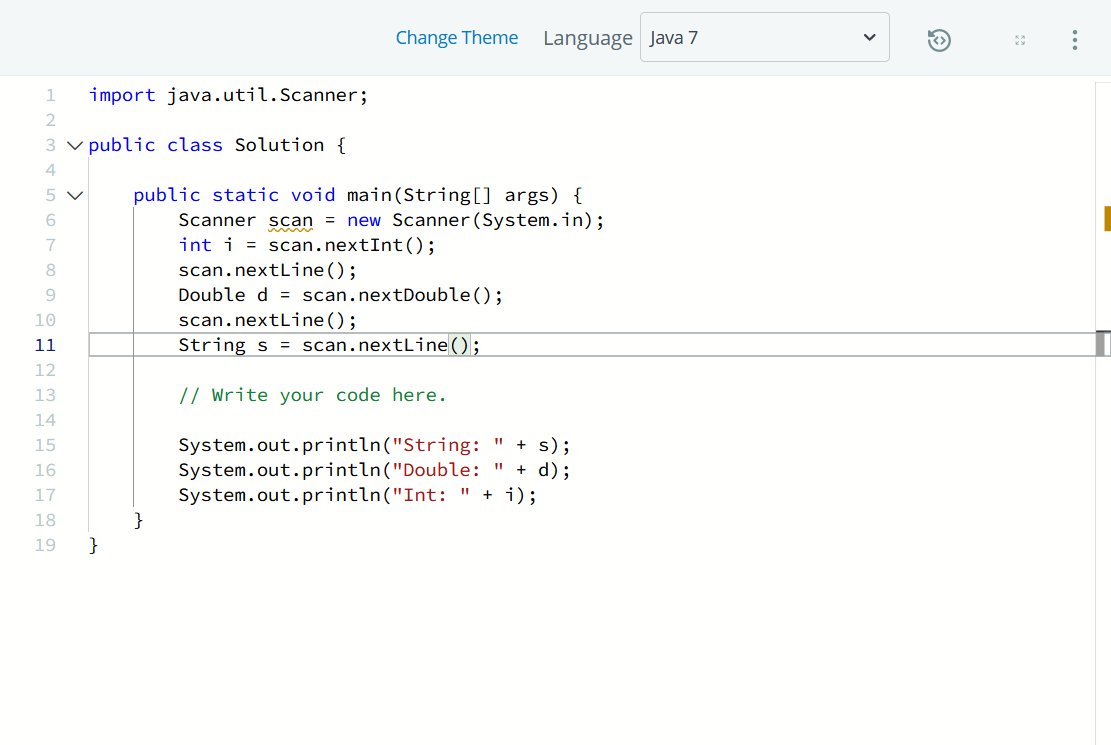 Change Theme Language Java 7
1 import java.util.Scanner;
2
3 public class Solution {
4
5 public static void main(String[] args) {
6 Scanner scan = new Scanner(System.in);
7 int i = scan.nextInt();
8 scan.nextLine();
9 Double d = scan.nextDouble();
10 scan.nextLine();
11 String s = scan.nextLine();
12
13 // Write your code here.
14
15 System.out.println("String: " + s);
16 System.out.println("Double: " + d);
17 System.out.println("Int: " + i);
18 }
19 }